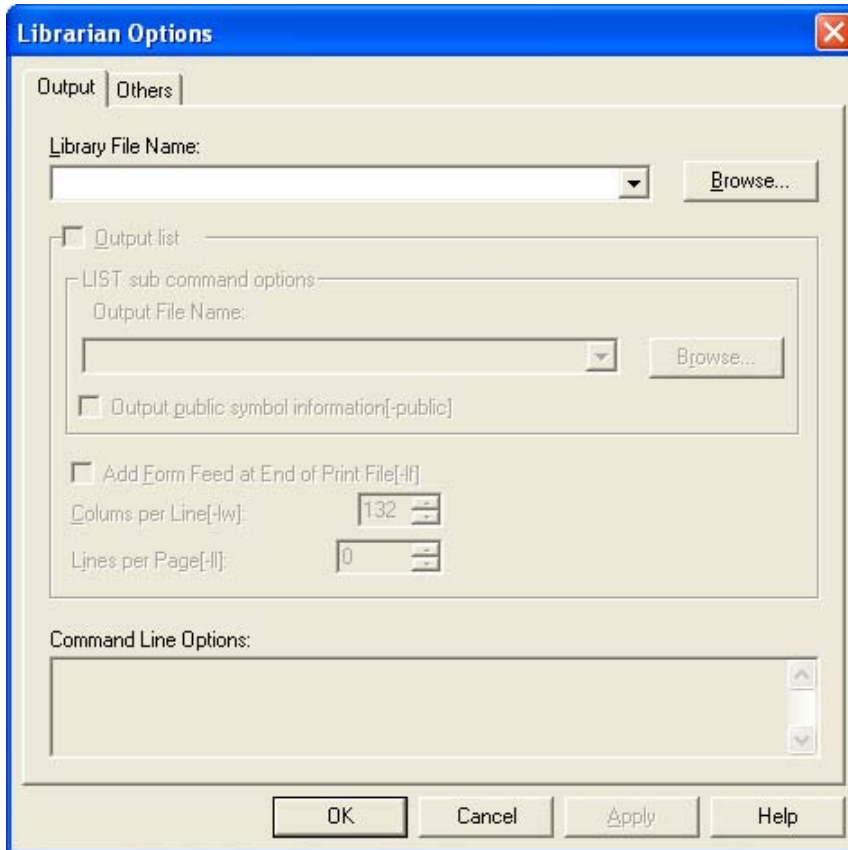 Librarian Options
Output Others
Library File Name:
Browse...
Output list
LIST sub command options
Output File Name:
Browse...
Output public symbol information[-public]
Add Form Feed at End of Print File[-lf]
Colums per Line[-lw]: 132
Lines per Page[-ll]: 0
Command Line Options:
OK Cancel Apply Help